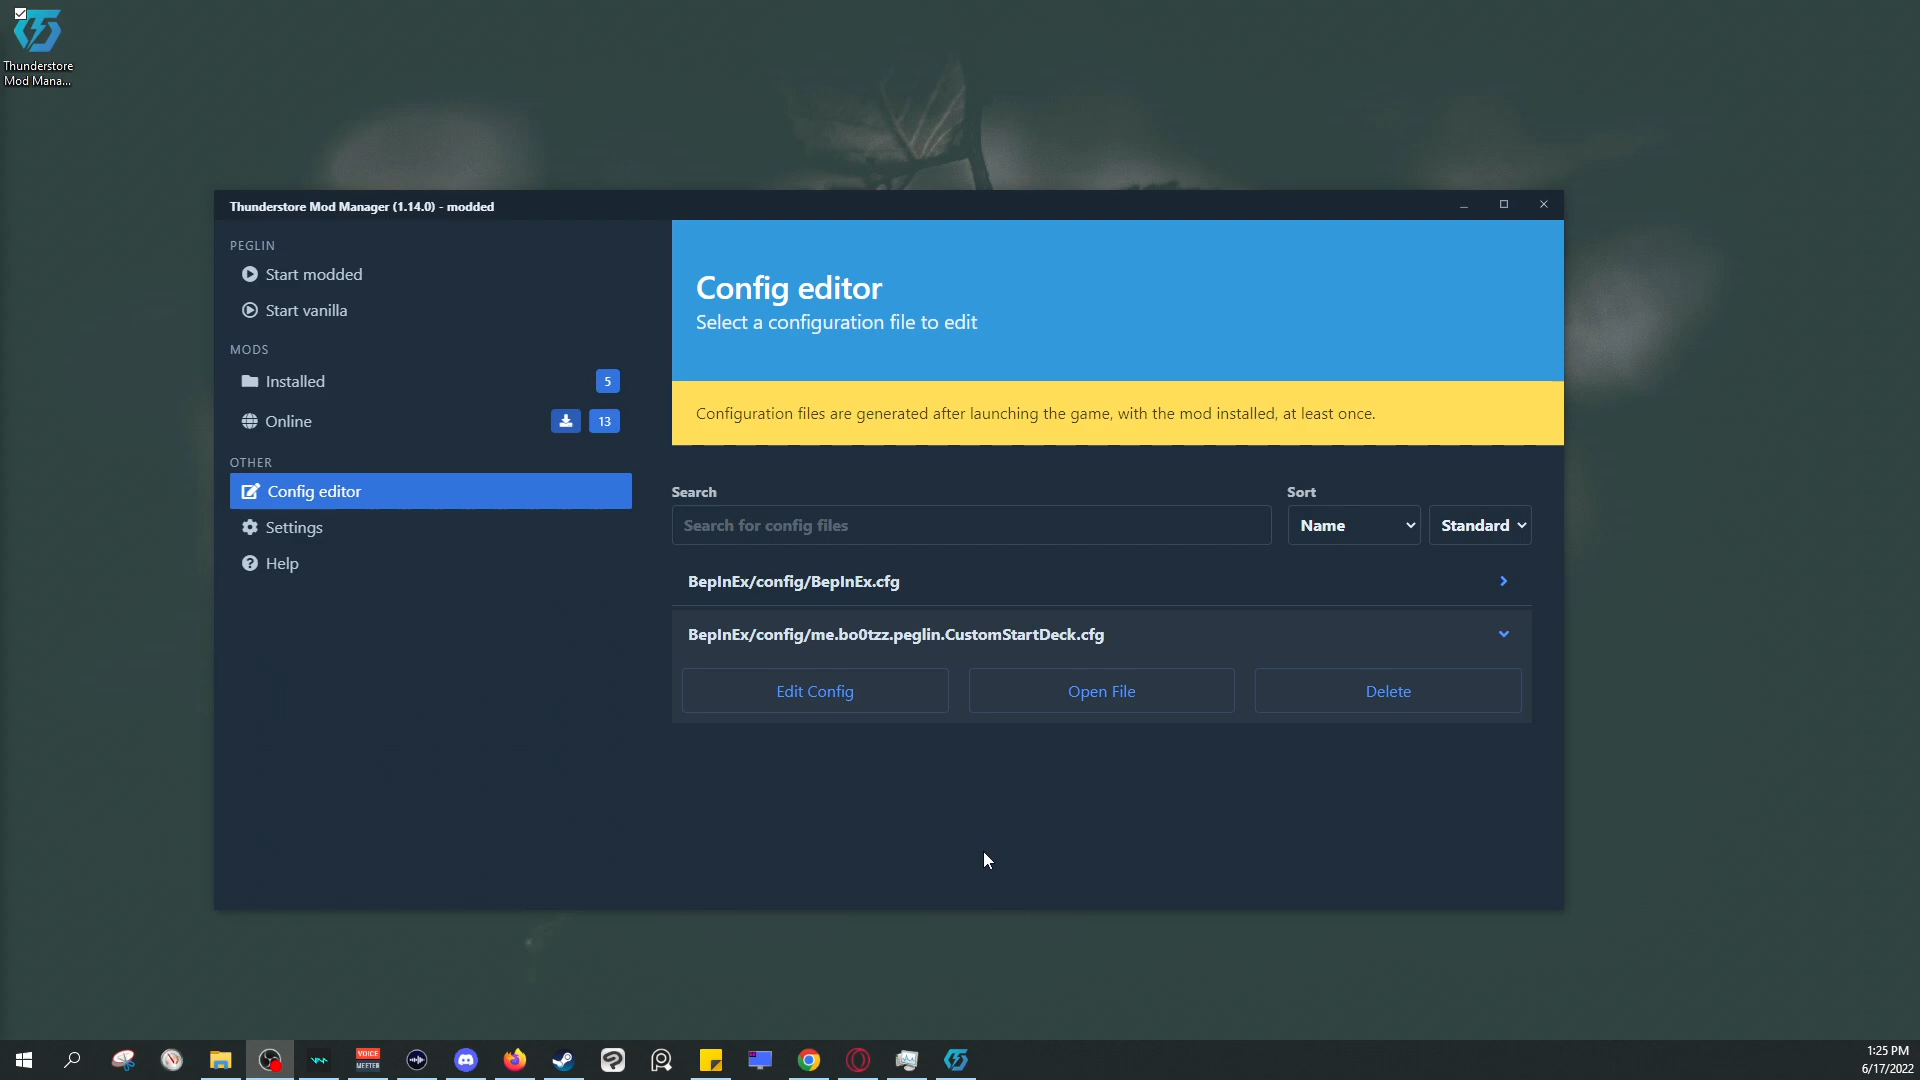 Thunderstore
Mod Mana...
Thunderstore Mod Manager (1.14.0) - modded
PEGLIN
Start modded
Start vanilla
MODS
Installed 5
Online 13
OTHER
Config editor
Settings
Help
Config editor
Select a configuration file to edit
Configuration files are generated after launching the game, with the mod installed, at least once.
Search Sort
Search for config files Name Standard
BepInEx/config/BepInEx.cfg
BepInEx/config/me.bo0tzz.peglin.CustomStartDeck.cfg
Edit Config Open File Delete
VOICE
MEETER
1:25 PM
6/17/2022